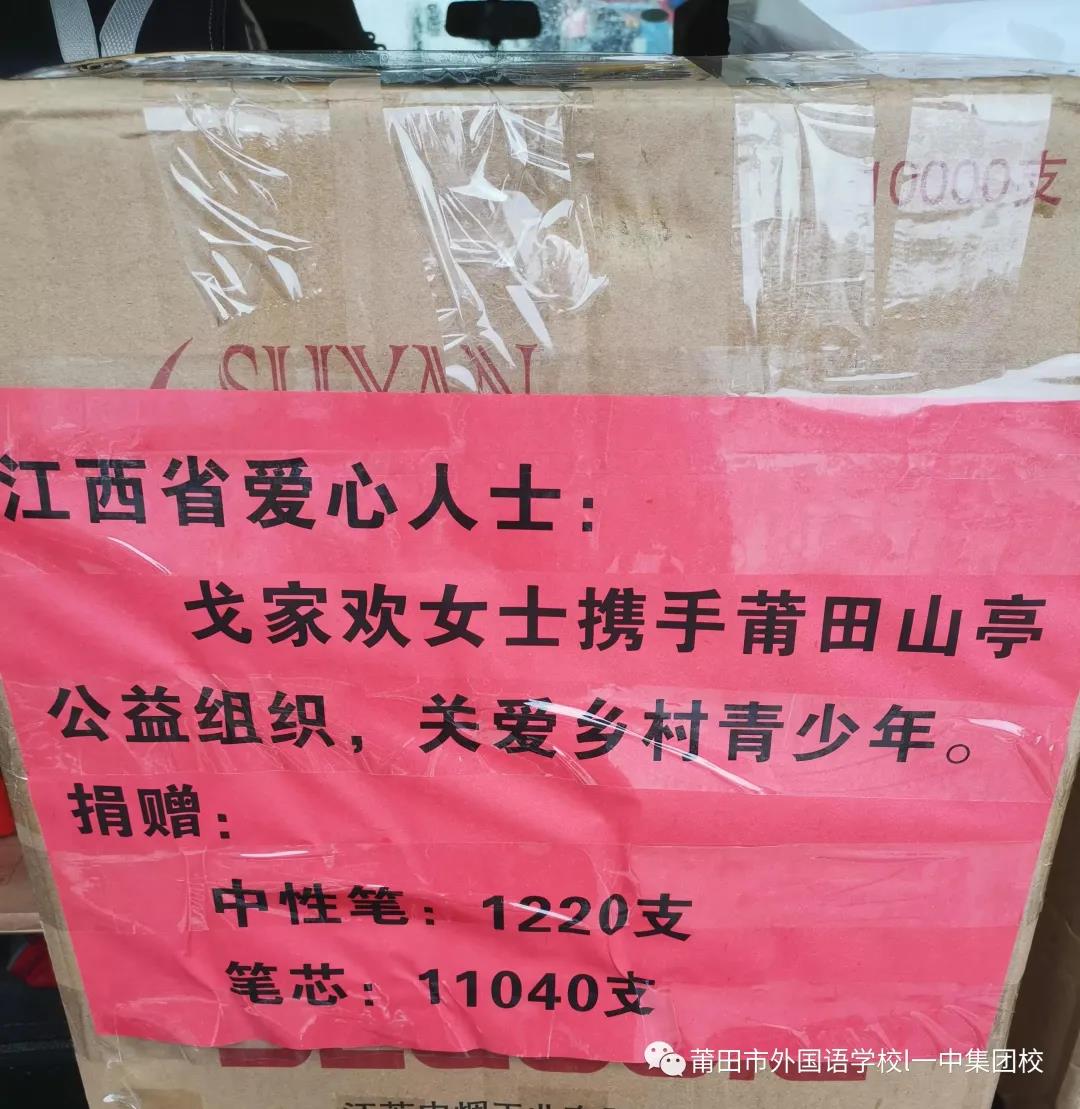 10000支
SUYAN
江西省爱心人士：
戈家欢女士携手莆田山亭
公益组织，关爱乡村青少年。
捐赠：
中性笔：1220支
笔芯：11040支
莆田市外国语学校l一中集团校